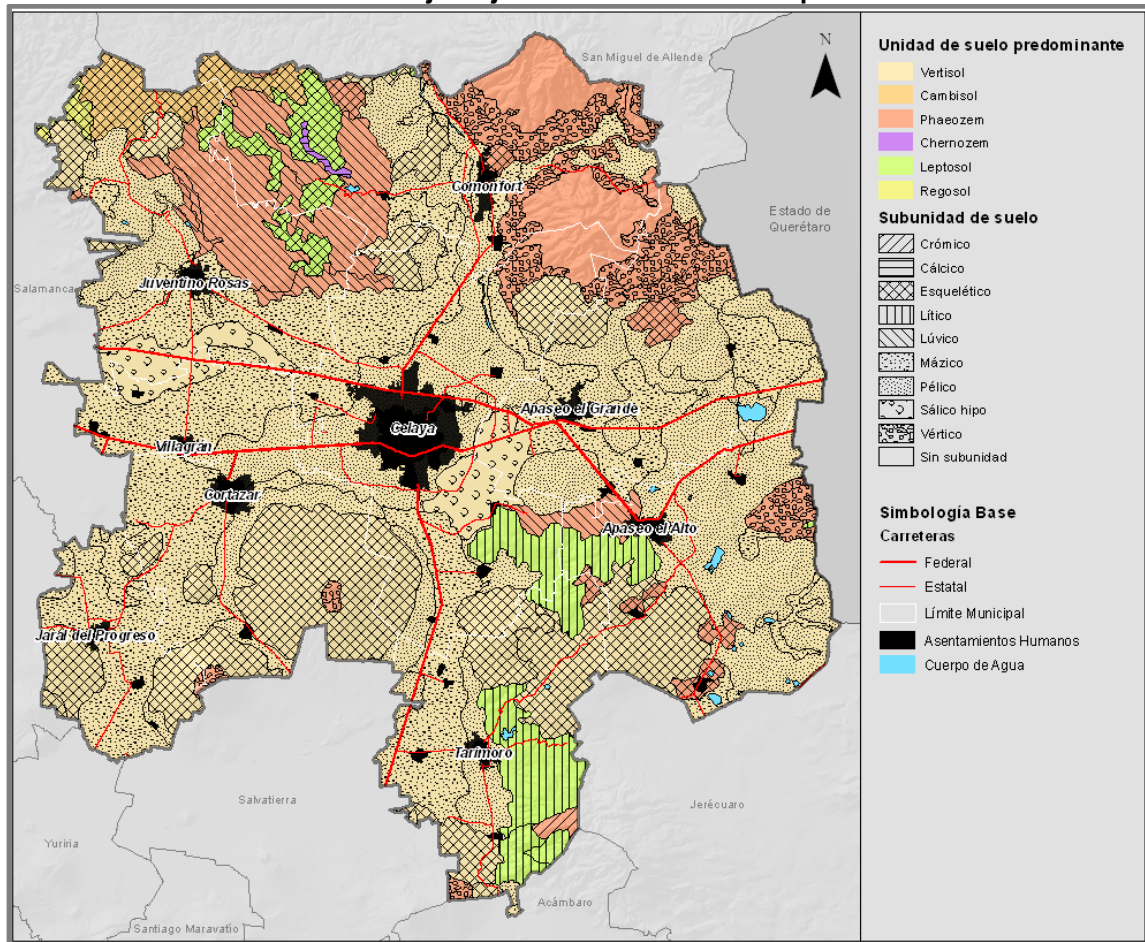 San Miguel de Allende
N
Comonfort
Estado de
Querétaro
Juventino Rosas
Salamanca
Apaseo el Grande
Celaya
Villagrán
Cortazar
Apaseo el Alto
Jaral del Progreso
Tarimoro
Salvatierra
Jerécuaro
Yuriria
Acámbaro
Santiago Maravatío
Unidad de suelo predominante
Vertisol
Cambisol
Phaeozem
Chernozem
Leptosol
Regosol
Subunidad de suelo
Crómico
Cálcico
Esquelético
Lítico
Lúvico
Mázico
Pélico
Sálico hipo
Vértico
Sin subunidad
Simbología Base
Carreteras
Federal
Estatal
Límite Municipal
Asentamientos Humanos
Cuerpo de Agua